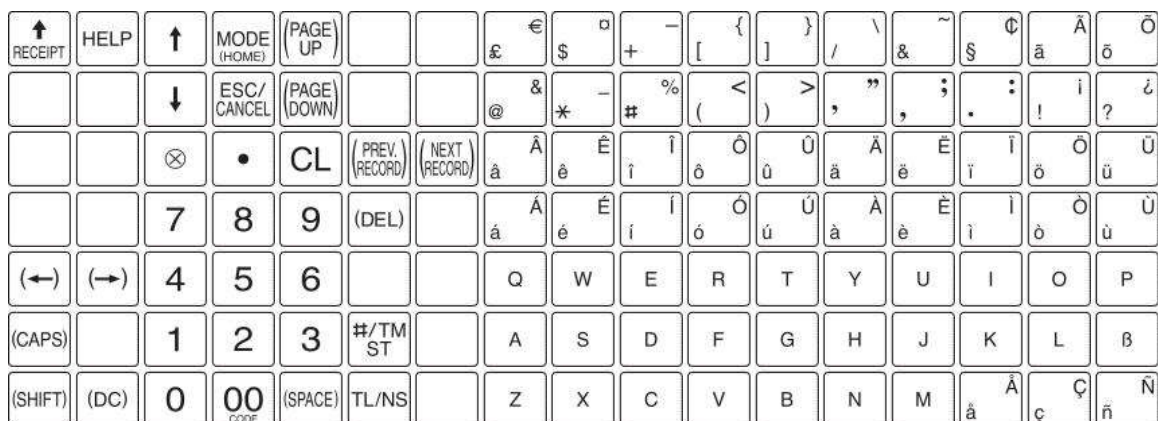 ↑ RECEIPT HELP ↑ MODE (HOME) (PAGE UP) £ € $ ¤ + – [ { ] } / \ & ~ § ₵ ã Ã õ Õ
↓ ESC/ CANCEL (PAGE DOWN) @ & * _ # % ( < ) > ’ ” , ; . : ! ¡ ? ¿
⊗ • CL (PREV. RECORD) (NEXT RECORD) â Â ê Ê î Î ô Ô û Û ä Ä ë Ë ï Ï ö Ö ü Ü
7 8 9 (DEL) á Á é É í Í ó Ó ú Ú à À è È ì Ì ò Ò ù Ù
(←) (→) 4 5 6 Q W E R T Y U I O P
(CAPS) 1 2 3 #/TM ST A S D F G H J K L ß
(SHIFT) (DC) 0 00 CODE (SPACE) TL/NS Z X C V B N M å Å ç Ç ñ Ñ